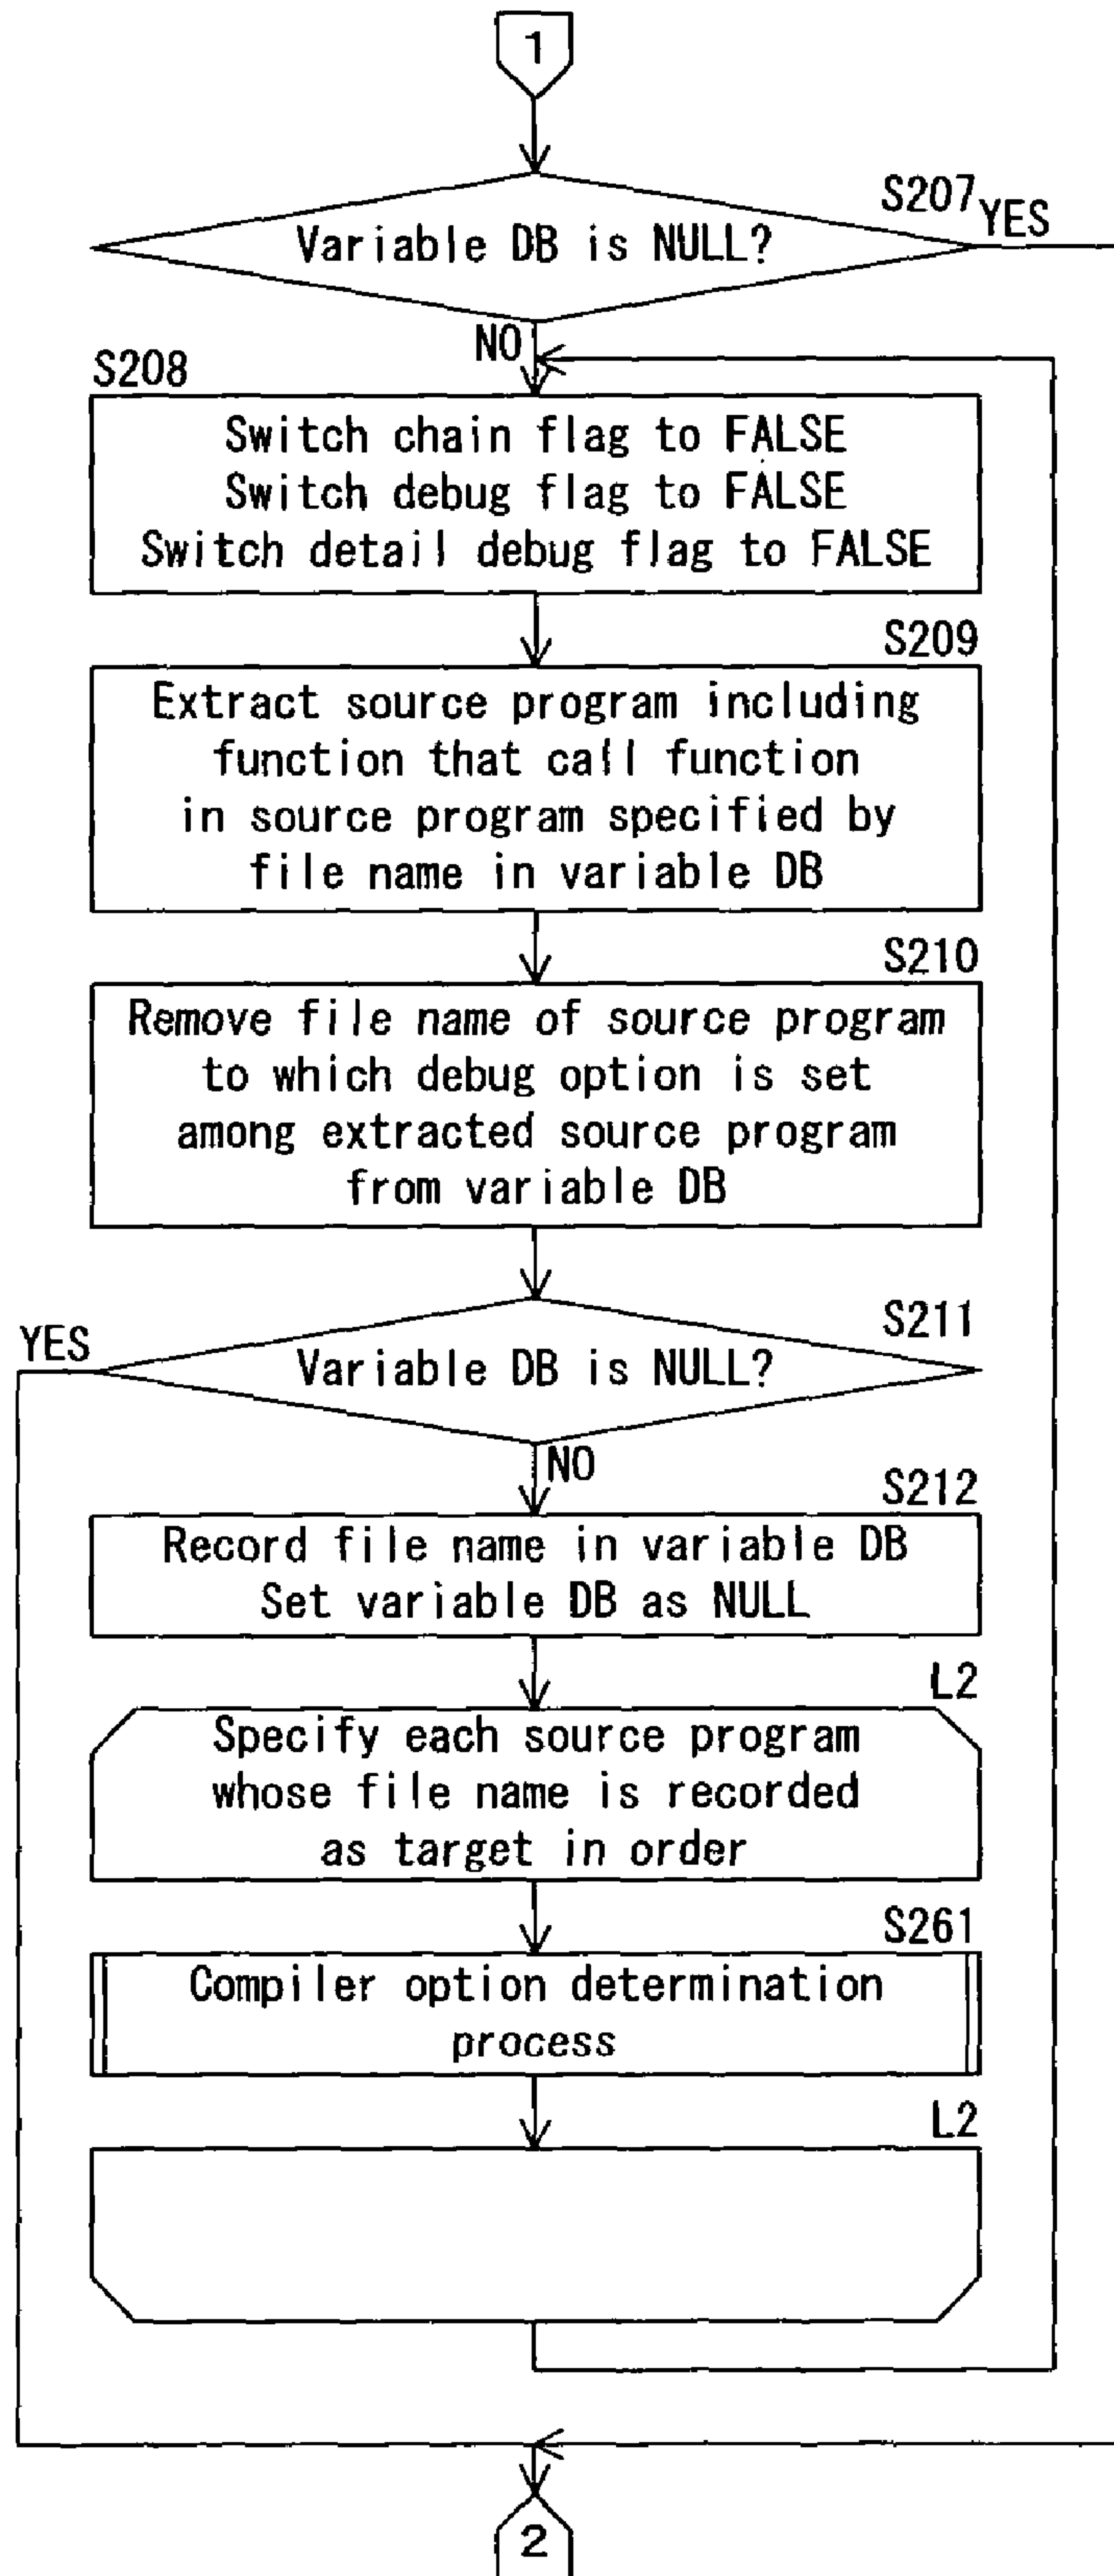 1
S207
YES
Variable DB is NULL?
NO
S208
Switch chain flag to FALSE
Switch debug flag to FALSE
Switch detail debug flag to FALSE
S209
Extract source program including
function that call function
in source program specified by
file name in variable DB
S210
Remove file name of source program
to which debug option is set
among extracted source program
from variable DB
S211
YES
Variable DB is NULL?
NO
S212
Record file name in variable DB
Set variable DB as NULL
L2
Specify each source program
whose file name is recorded
as target in order
S261
Compiler option determination
process
L2
2